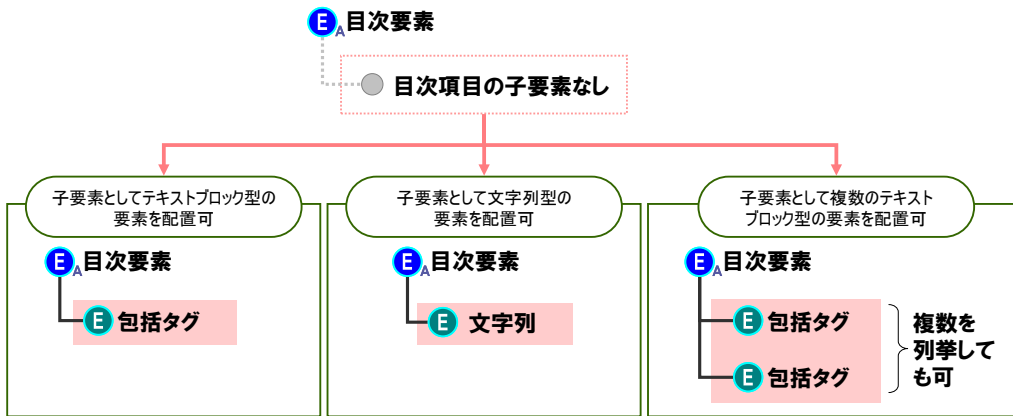 E A 目次要素
目次項目の子要素なし
子要素としてテキストブロック型の
要素を配置可
E A 目次要素
E 包括タグ
子要素として文字列型の
要素を配置可
E A 目次要素
E 文字列
子要素として複数のテキスト
ブロック型の要素を配置可
E A 目次要素
E 包括タグ
E 包括タグ
複数を
列挙して
も可